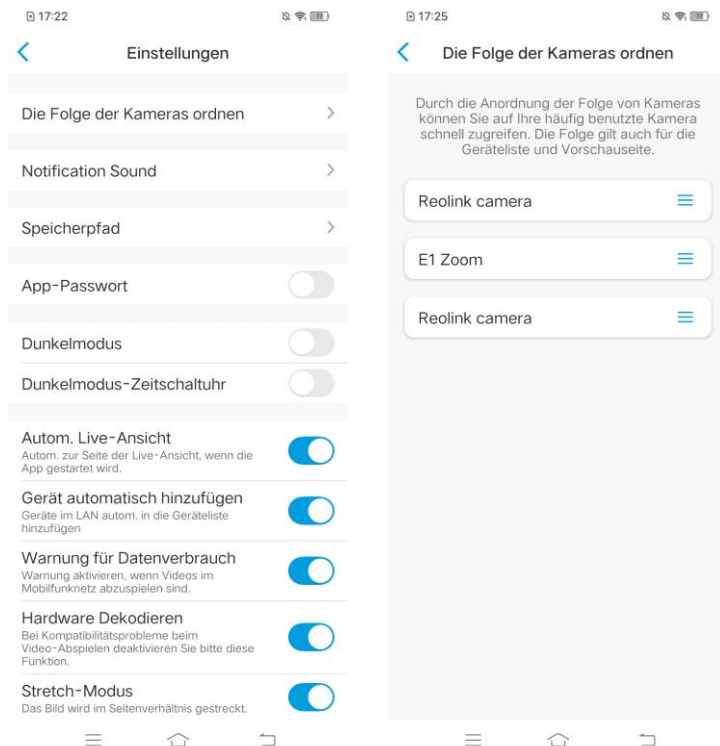 17:22
Einstellungen
Die Folge der Kameras ordnen
Notification Sound
Speicherpfad
App-Passwort
Dunkelmodus
Dunkelmodus-Zeitschaltuhr
Autom. Live-Ansicht
Autom. zur Seite der Live-Ansicht, wenn die
App gestartet wird.
Gerät automatisch hinzufügen
Geräte im LAN autom. in die Geräteliste
hinzufügen
Warnung für Datenverbrauch
Warnung aktivieren, wenn Videos im
Mobilfunknetz abzuspielen sind.
Hardware Dekodieren
Bei Kompatibilitätsprobleme beim
Video-Abspielen deaktivieren Sie bitte diese
Funktion.
Stretch-Modus
Das Bild wird im Seitenverhältnis gestreckt.
17:25
Die Folge der Kameras ordnen
Durch die Anordnung der Folge von Kameras
können Sie auf Ihre häufig benutzte Kamera
schnell zugreifen. Die Folge gilt auch für die
Geräteliste und Vorschauseite.
Reolink camera
E1 Zoom
Reolink camera